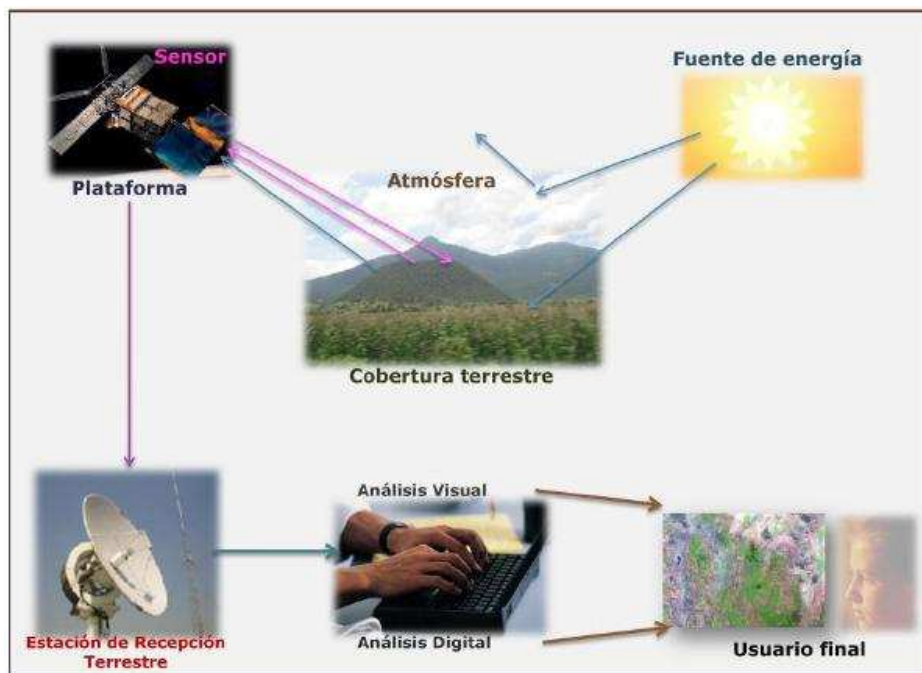 Sensor
Fuente de energía
Plataforma
Atmósfera
Cobertura terrestre
Análisis Visual
Estación de Recepción
Terrestre
Análisis Digital
Usuario final